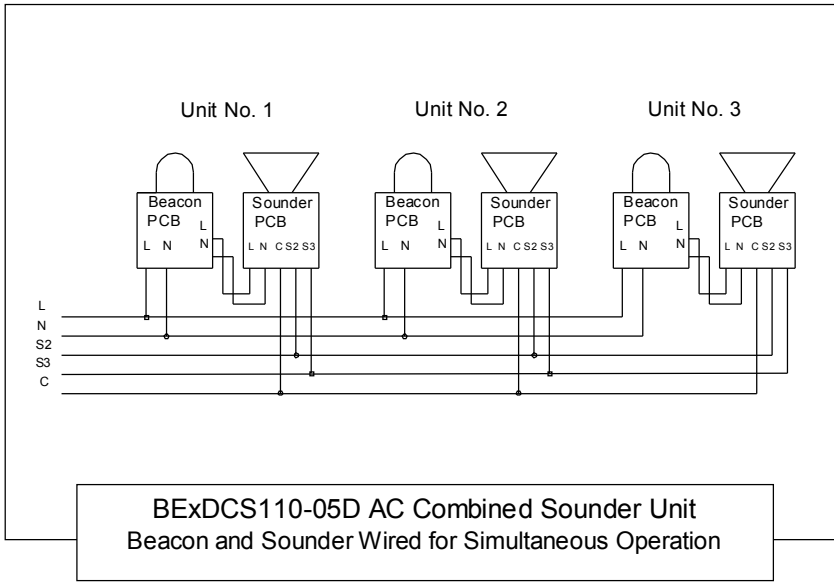 Unit No. 1 Unit No. 2 Unit No. 3
Beacon Sounder Beacon Sounder Beacon Sounder
PCB L PCB PCB L PCB PCB L PCB
L N N L N C S2 S3 L N N L N C S2 S3 L N N L N C S2 S3
L
N
S2
S3
C
BExDCS110-05D AC Combined Sounder Unit
Beacon and Sounder Wired for Simultaneous Operation